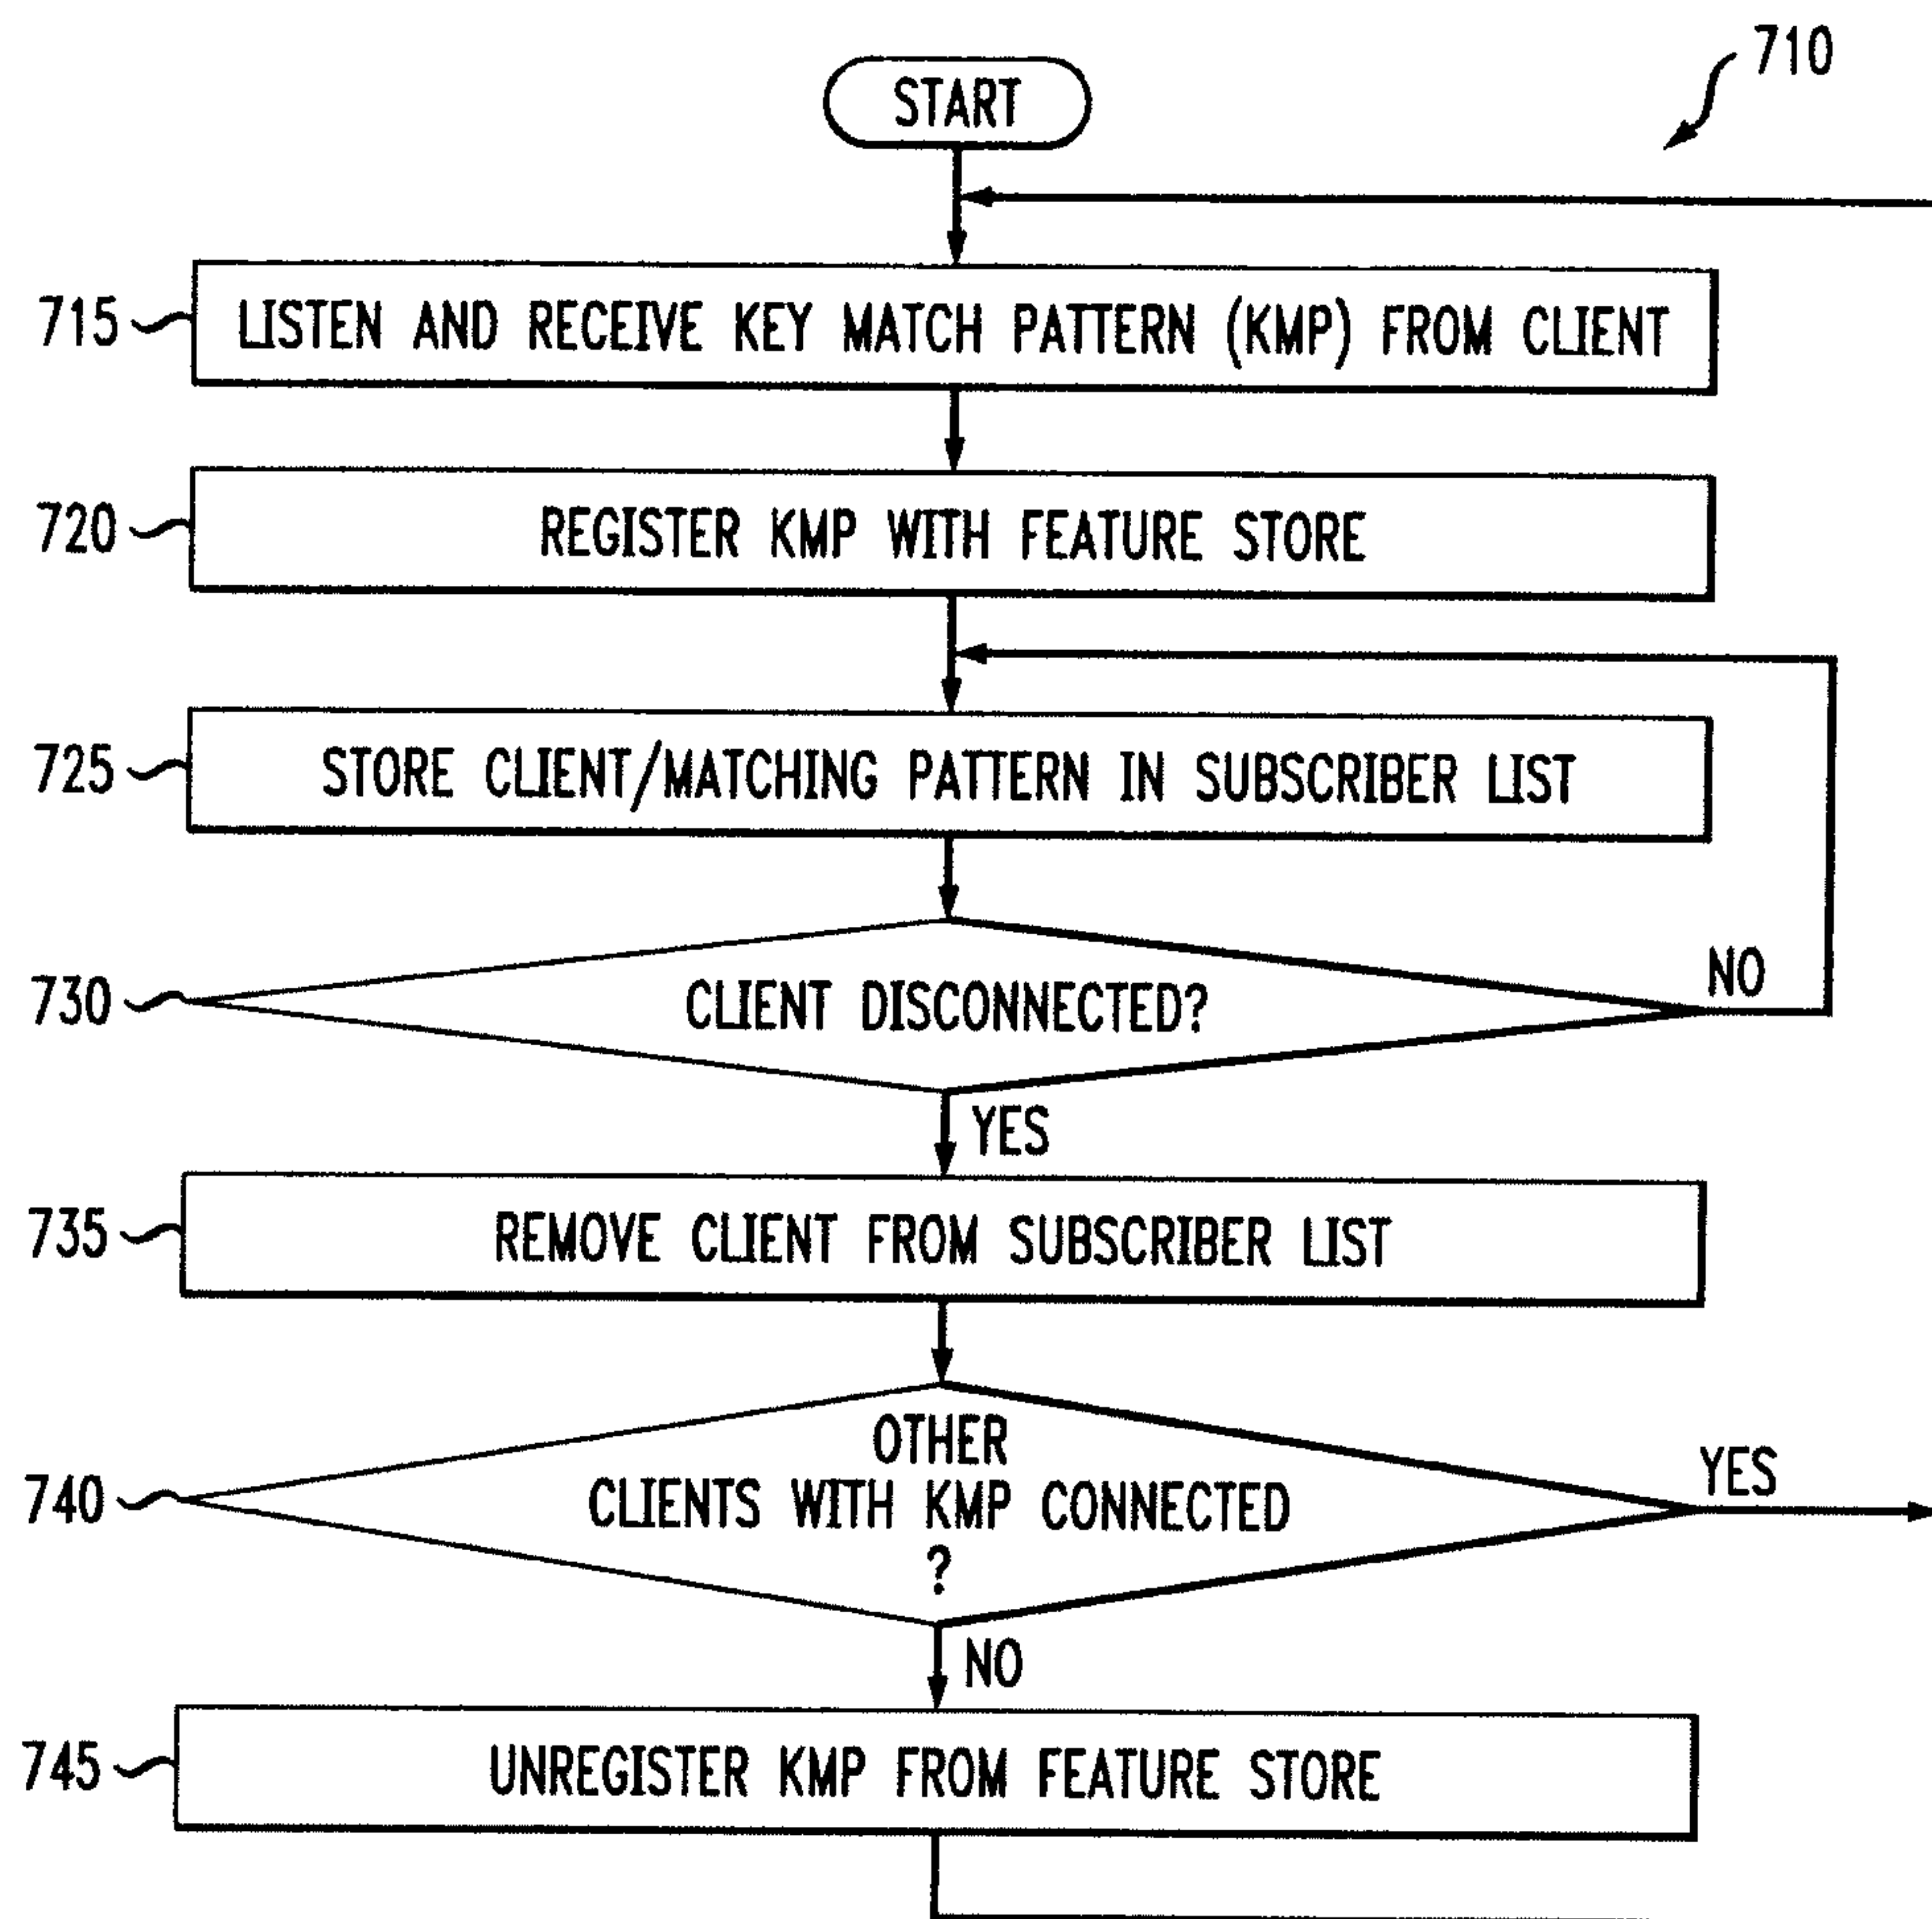 710
START
715
LISTEN AND RECEIVE KEY MATCH PATTERN (KMP) FROM CLIENT
720
REGISTER KMP WITH FEATURE STORE
725
STORE CLIENT/MATCHING PATTERN IN SUBSCRIBER LIST
730
CLIENT DISCONNECTED?
NO
YES
735
REMOVE CLIENT FROM SUBSCRIBER LIST
740
OTHER
CLIENTS WITH KMP CONNECTED
?
YES
NO
745
UNREGISTER KMP FROM FEATURE STORE